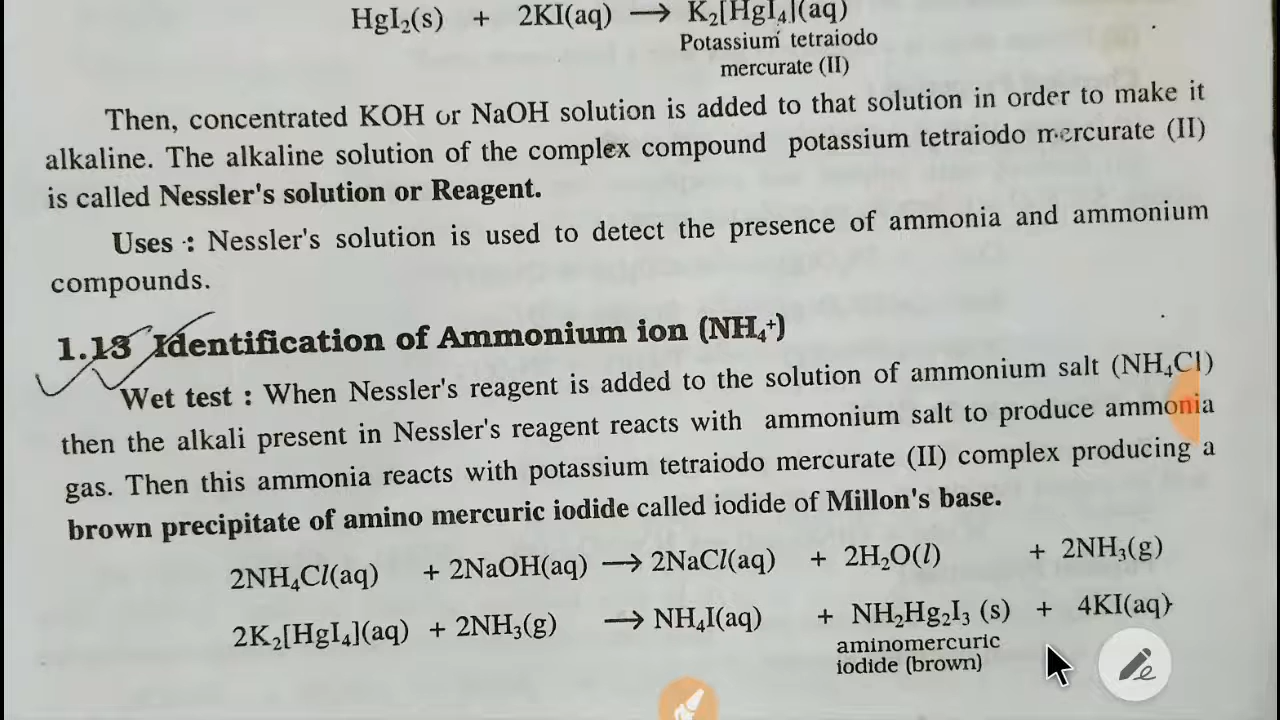 HgI₂(s) + 2KI(aq) ⟶ K₂[HgI₄](aq)
Potassium tetraiodo
mercurate (II)
Then, concentrated KOH or NaOH solution is added to that solution in order to make it
alkaline. The alkaline solution of the complex compound potassium tetraiodo mercurate (II)
is called Nessler's solution or Reagent.
Uses : Nessler's solution is used to detect the presence of ammonia and ammonium
compounds.
1.13 Identification of Ammonium ion (NH₄⁺)
Wet test : When Nessler's reagent is added to the solution of ammonium salt (NH₄Cl)
then the alkali present in Nessler's reagent reacts with ammonium salt to produce ammonia
gas. Then this ammonia reacts with potassium tetraiodo mercurate (II) complex producing a
brown precipitate of amino mercuric iodide called iodide of Millon's base.
2NH₄Cl(aq) + 2NaOH(aq) ⟶ 2NaCl(aq) + 2H₂O(l) + 2NH₃(g)
2K₂[HgI₄](aq) + 2NH₃(g) ⟶ NH₄I(aq) + NH₂Hg₂I₃ (s) + 4KI(aq)
aminomercuric
iodide (brown)